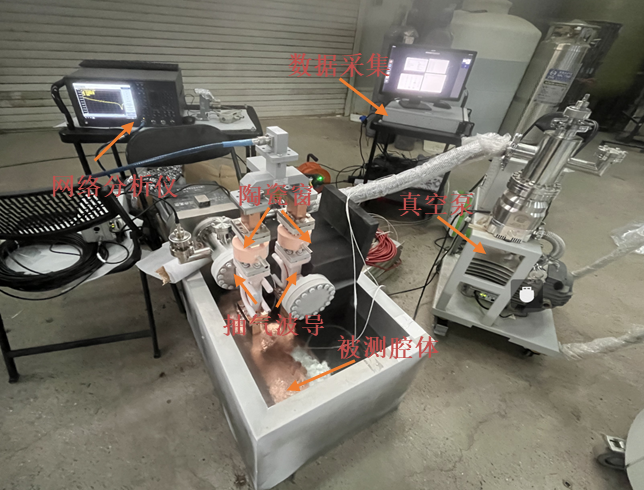 数据采集
网络分析仪
陶瓷窗
真空泵
抽气波导
被测腔体